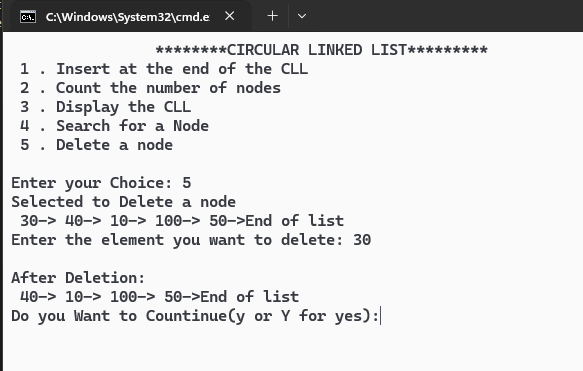 C:\Windows\System32\cmd.e
********CIRCULAR LINKED LIST*********
1 . Insert at the end of the CLL
2 . Count the number of nodes
3 . Display the CLL
4 . Search for a Node
5 . Delete a node
Enter your Choice: 5
Selected to Delete a node
30-> 40-> 10-> 100-> 50->End of list
Enter the element you want to delete: 30
After Deletion:
40-> 10-> 100-> 50->End of list
Do you Want to Countinue(y or Y for yes):